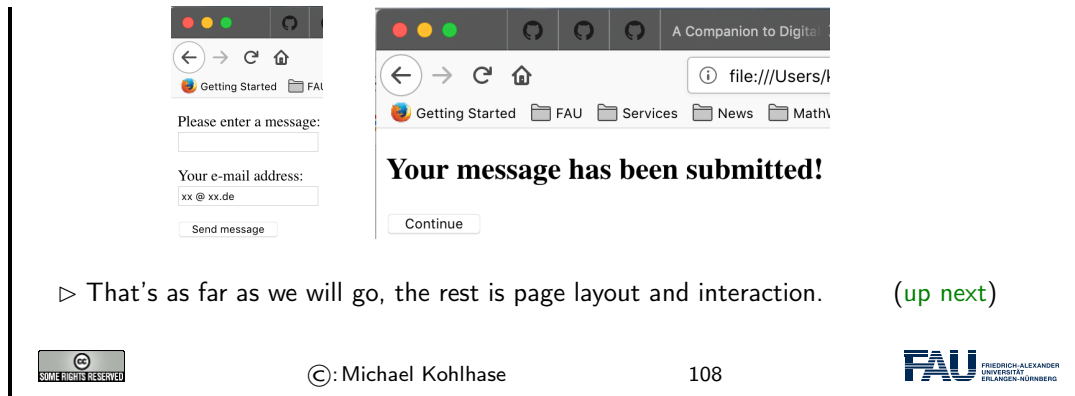 Getting Started FAU
Please enter a message:
Your e-mail address:
xx @ xx.de
Send message
A Companion to Digital
file:///Users/k
Getting Started FAU Services News Math
Your message has been submitted!
Continue
▷ That's as far as we will go, the rest is page layout and interaction. (up next)
cc
SOME RIGHTS RESERVED
©: Michael Kohlhase 108
FAU FRIEDRICH-ALEXANDER
UNIVERSITÄT
ERLANGEN-NÜRNBERG